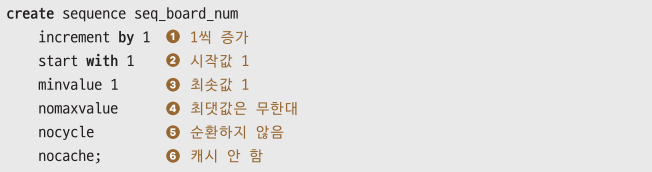 create sequence seq_board_num
increment by 1 ❶ 1씩 증가
start with 1 ❷ 시작값 1
minvalue 1 ❸ 최솟값 1
nomaxvalue ❹ 최댓값은 무한대
nocycle ❺ 순환하지 않음
nocache; ❻ 캐시 안 함